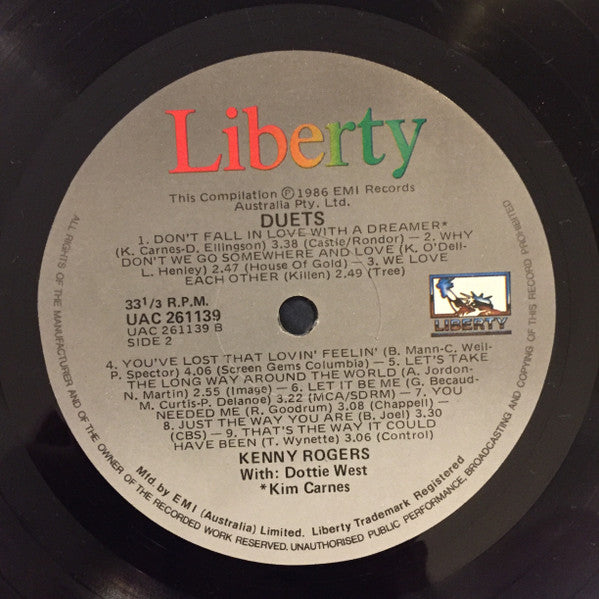 Liberty
This Compilation Ⓟ1986 EMI Records
Australia Pty. Ltd.
DUETS
1. DON'T FALL IN LOVE WITH A DREAMER*
(K. Carnes-D. Ellingson) 3.38 (Castle/Rondor) — 2. WHY
DON'T WE GO SOMEWHERE AND LOVE (K. O'Dell-
L. Henley) 2.47 (House Of Gold) — 3. WE LOVE
EACH OTHER (Killen) 2.49 (Tree)
33 1/3 R.P.M.
UAC 261139
UAC 261139 B
SIDE 2
LIBERTY
4. YOU'VE LOST THAT LOVIN' FEELIN' (B. Mann-C. Weil-
P. Spector) 4.06 (Screen Gems Columbia) — 5. LET'S TAKE
THE LONG WAY AROUND THE WORLD (A. Jordon-
N. Martin) 2.55 (Image) — 6. LET IT BE ME (G. Becaud-
M. Curtis-P. Delanoe) 3.22 (MCA/SDRM) — 7. YOU
NEEDED ME (R. Goodrum) 3.08 (Chappell) —
8. JUST THE WAY YOU ARE (B. Joel) 3.30
(CBS) — 9. THAT'S THE WAY IT COULD
HAVE BEEN (T. Wynette) 3.06 (Control)
KENNY ROGERS
With: Dottie West
*Kim Carnes
Mfd by EMI (Australia) Limited. Liberty Trademark Registered
ALL RIGHTS OF THE MANUFACTURER AND OF THE OWNER OF THE RECORDED WORK RESERVED. UNAUTHORISED PUBLIC PERFORMANCE, BROADCASTING AND COPYING OF THIS RECORD PROHIBITED